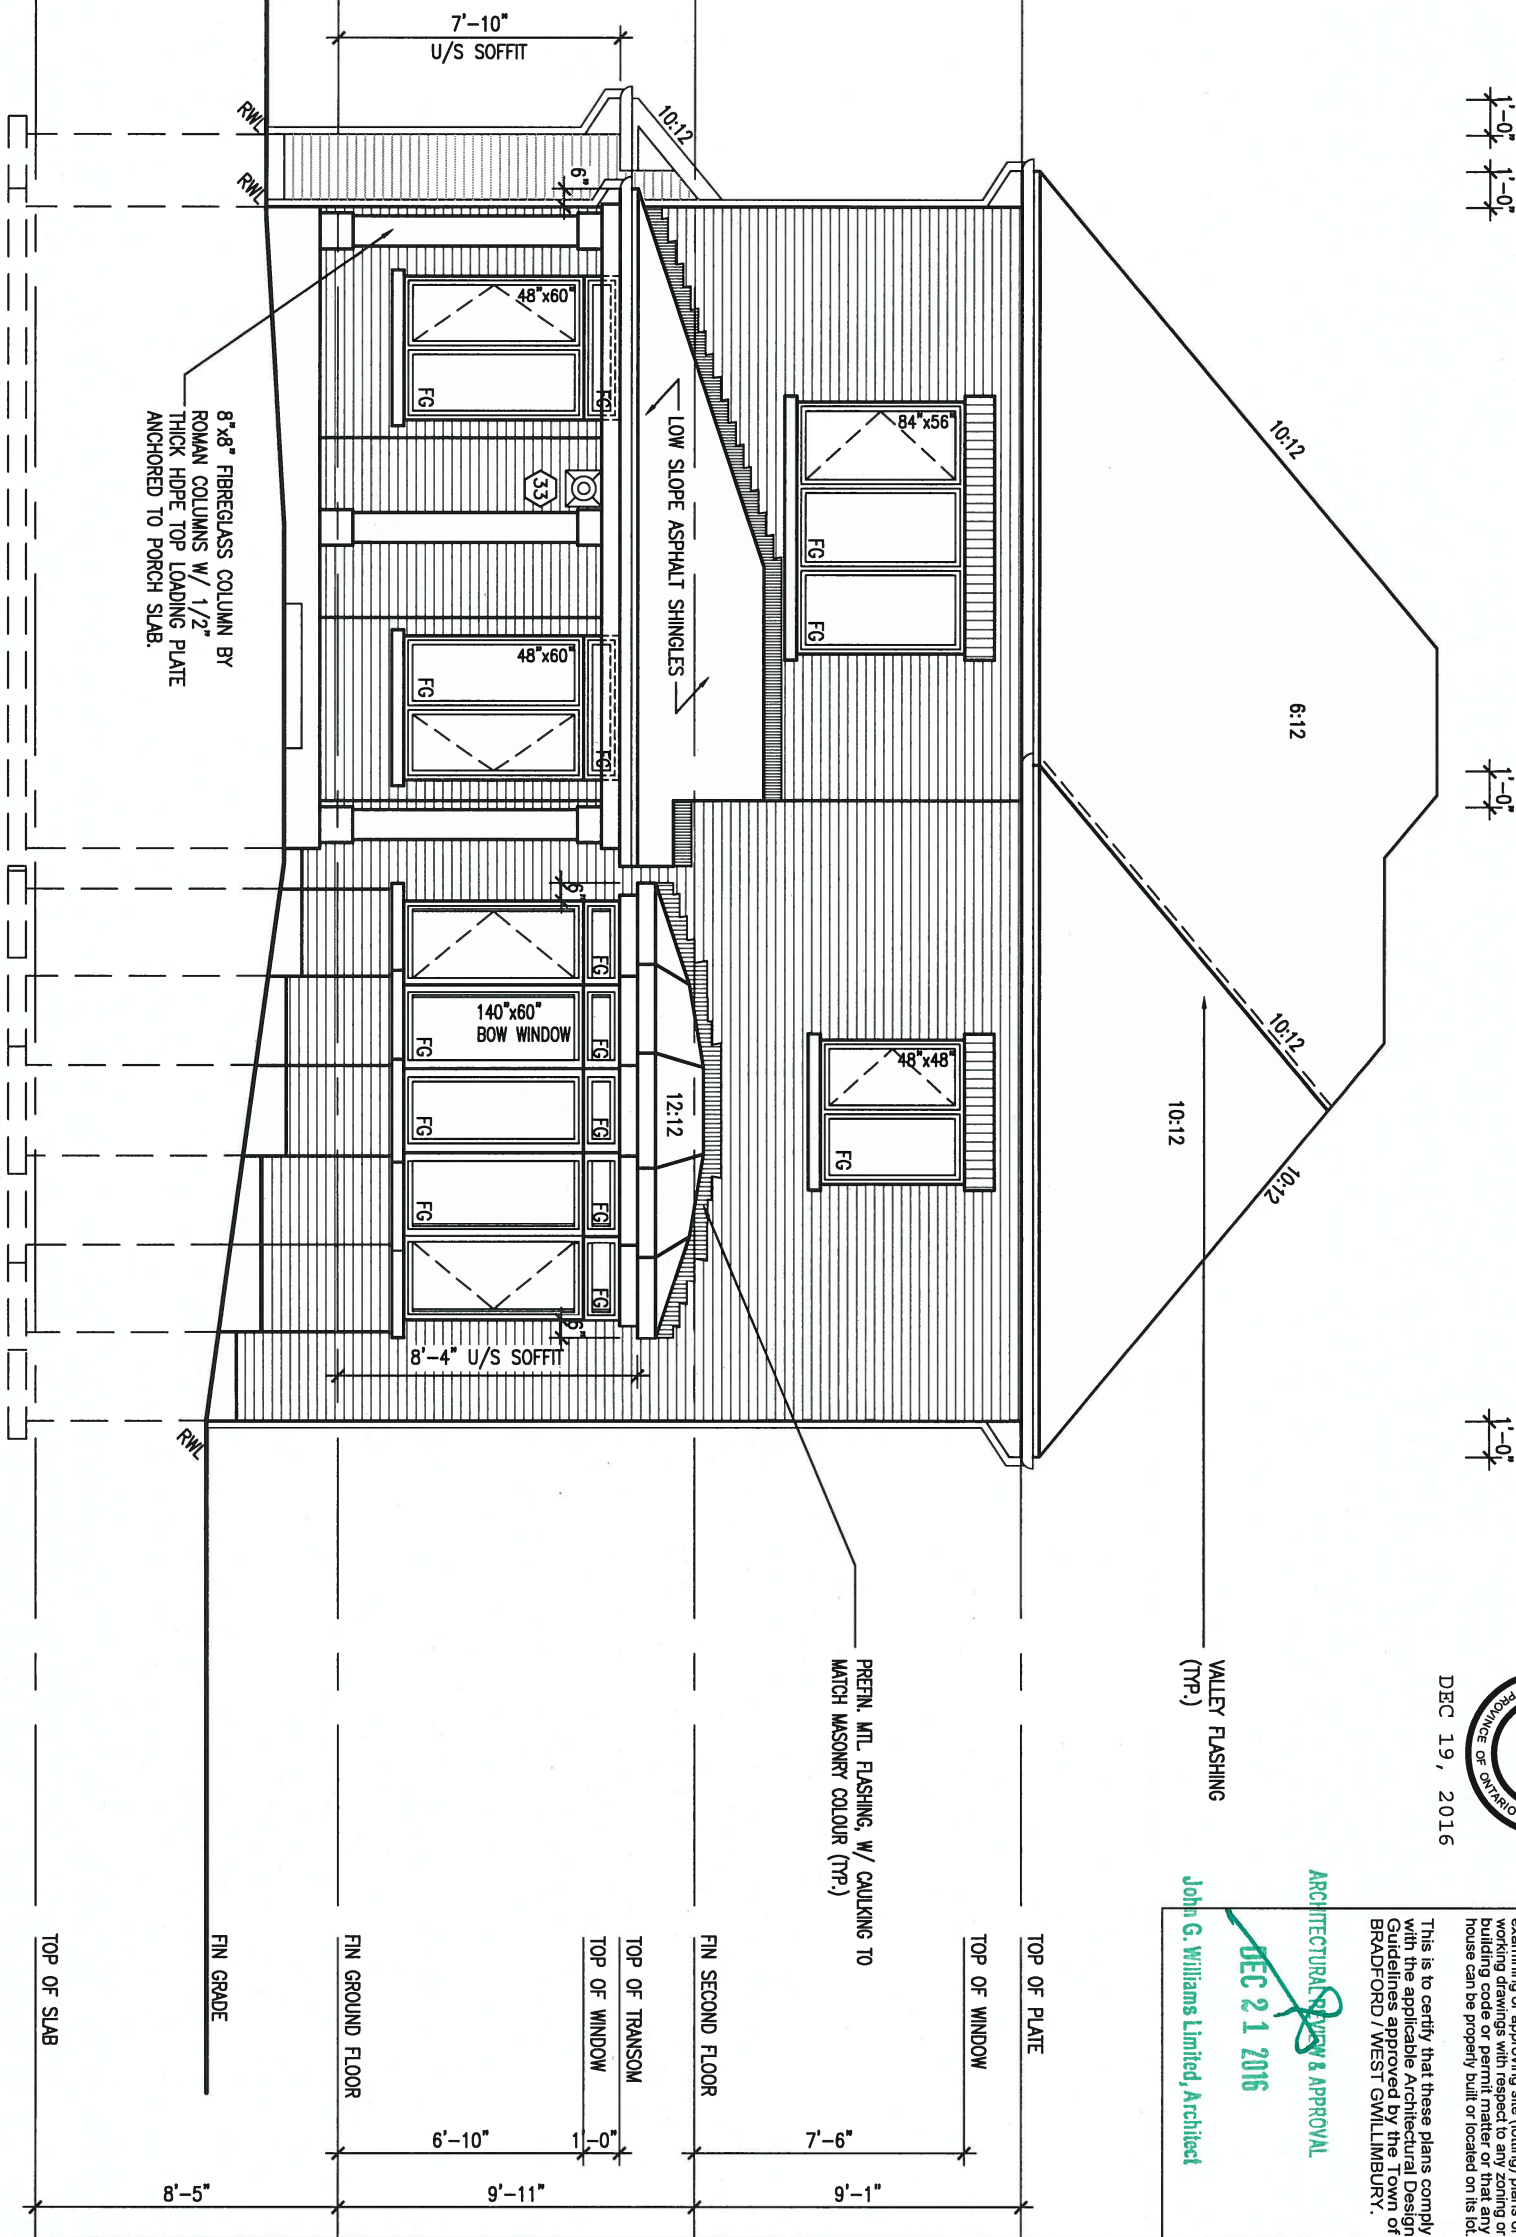 1'-0"
1'-0"
1'-0"
1'-0"
PROVINCE OF ONTARIO
DEC 19, 2016
working drawings with respect to any zoning or
building code or permit matter or that any
house can be properly built or located on its lot.
This is to certify that these plans comply
with the applicable Architectural Design
Guidelines approved by the Town of
BRADFORD / WEST GWILLIMBURY.
ARCHITECTURAL REVIEW & APPROVAL
DEC 21 2016
John G. Williams Limited, Architect
10:12
6:12
10:12
10:12
10:12
VALLEY FLASHING
(TYP.)
TOP OF PLATE
TOP OF WINDOW
84"x56"
FG
FG
48"x48"
FG
PREFIN. MTL. FLASHING, W/ CAULKING TO
MATCH MASONRY COLOUR (TYP.)
7'-6"
9'-1"
FIN SECOND FLOOR
10:12
LOW SLOPE ASPHALT SHINGLES
12:12
TOP OF TRANSOM
TOP OF WINDOW
1'-0"
6'-10"
9'-11"
7'-10"
U/S SOFFIT
6"
6"
6"
FG
FG
FG
FG
FG
FG
FG
48"x60"
FG
33
48"x60"
FG
140"x60"
BOW WINDOW
FG
FG
FG
8'-4" U/S SOFFIT
FIN GROUND FLOOR
RWL
RWL
RWL
8"x8" FIBREGLASS COLUMN BY
ROMAN COLUMNS W/ 1/2"
THICK HDPE TOP LOADING PLATE
ANCHORED TO PORCH SLAB.
FIN GRADE
8'-5"
TOP OF SLAB